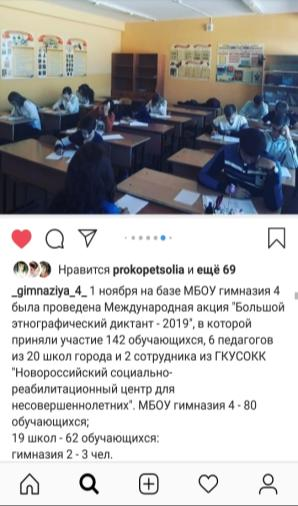 Нравится prokopetsolia и ещё 69
_gimnaziya_4_ 1 ноября на базе МБОУ гимназия 4
была проведена Международная акция "Большой
этнографический диктант - 2019", в которой
приняли участие 142 обучающихся, 6 педагогов
из 20 школ города и 2 сотрудника из ГКУСОКК
"Новороссийский социально-
реабилитационный центр для
несовершеннолетних". МБОУ гимназия 4 - 80
обучающихся;
19 школ - 62 обучающихся:
гимназия 2 - 3 чел.